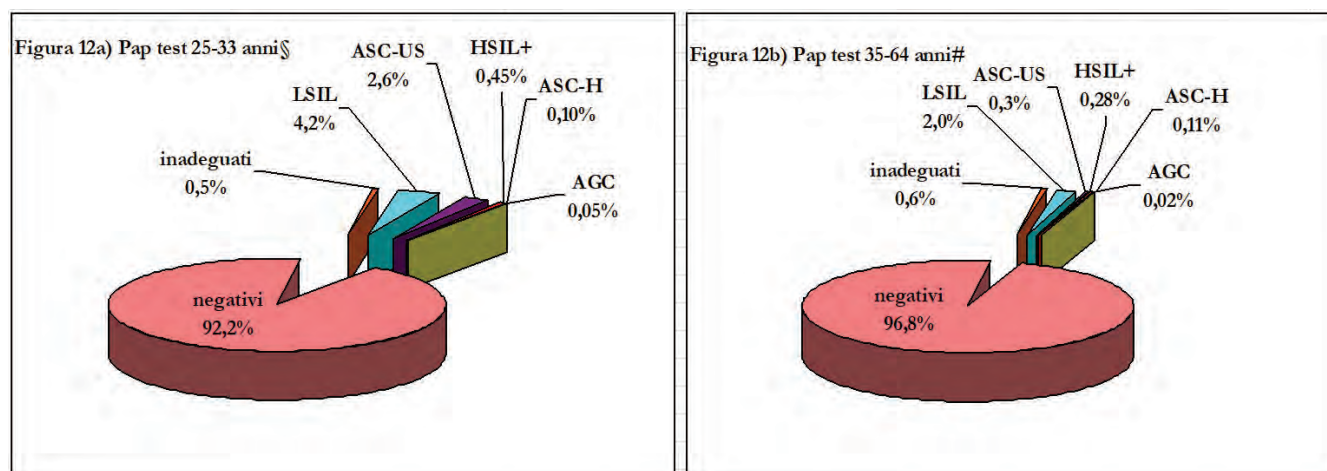 Figura 12a) Pap test 25-33 anni§
ASC-US
2,6%
HSIL+
0,45%
ASC-H
0,10%
LSIL
4,2%
inadeguati
0,5%
AGC
0,05%
negativi
92,2%
Figura 12b) Pap test 35-64 anni#
ASC-US
0,3%
HSIL+
0,28%
ASC-H
0,11%
LSIL
2,0%
inadeguati
0,6%
AGC
0,02%
negativi
96,8%